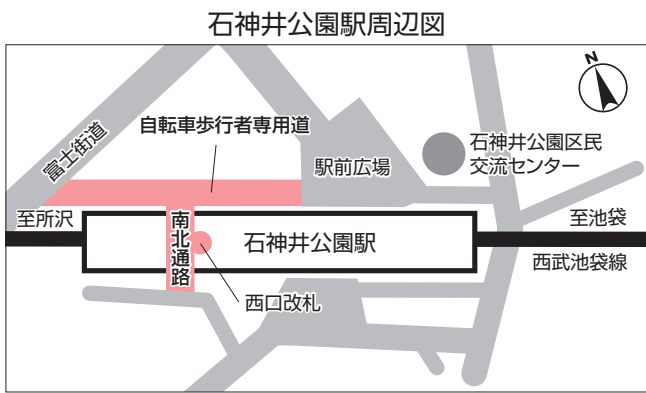 石神井公園駅周辺図
N
富士街道
自転車歩行者専用道
駅前広場
石神井公園区民
交流センター
至所沢
南北通路
石神井公園駅
至池袋
西武池袋線
西口改札